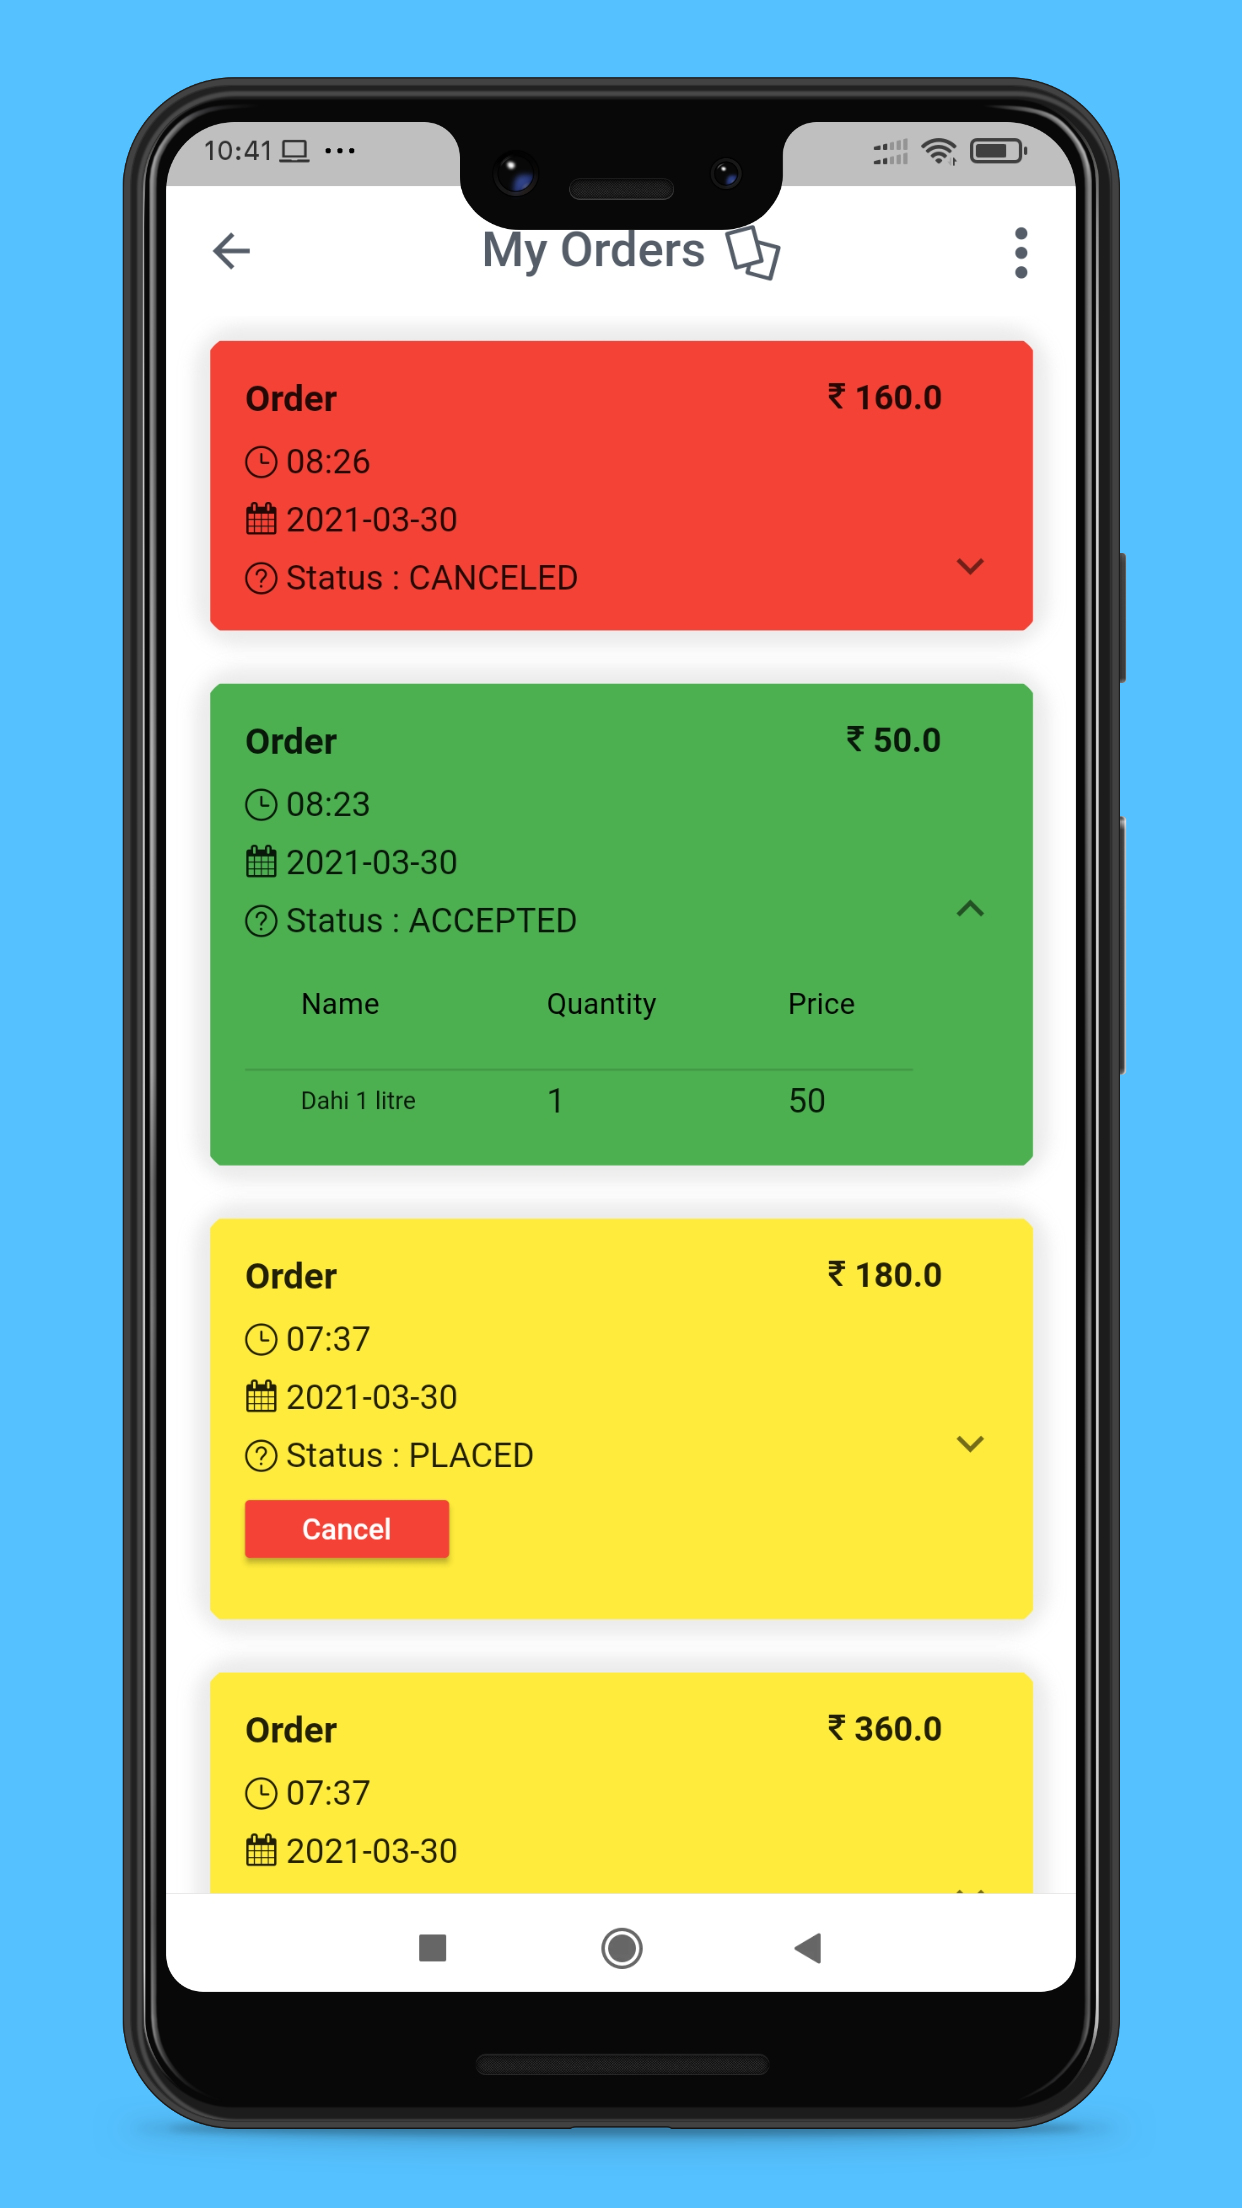 10:41
My Orders
Order ₹ 160.0
08:26
2021-03-30
Status : CANCELED
Order ₹ 50.0
08:23
2021-03-30
Status : ACCEPTED
Name Quantity Price
Dahi 1 litre 1 50
Order ₹ 180.0
07:37
2021-03-30
Status : PLACED
Cancel
Order ₹ 360.0
07:37
2021-03-30